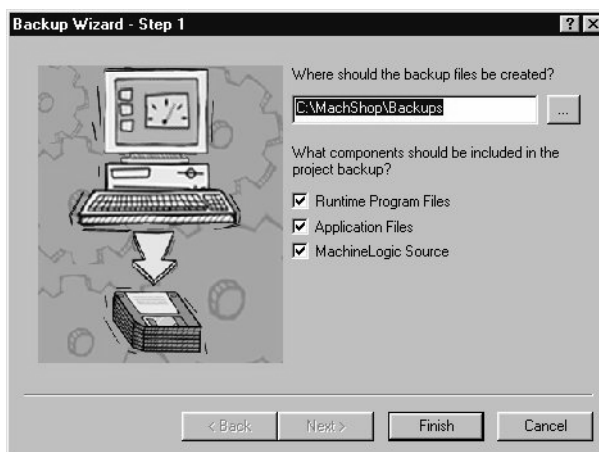 Backup Wizard - Step 1
Where should the backup files be created?
C:\MachShop\Backups
...
What components should be included in the
project backup?
Runtime Program Files
Application Files
MachineLogic Source
< Back
Next >
Finish
Cancel